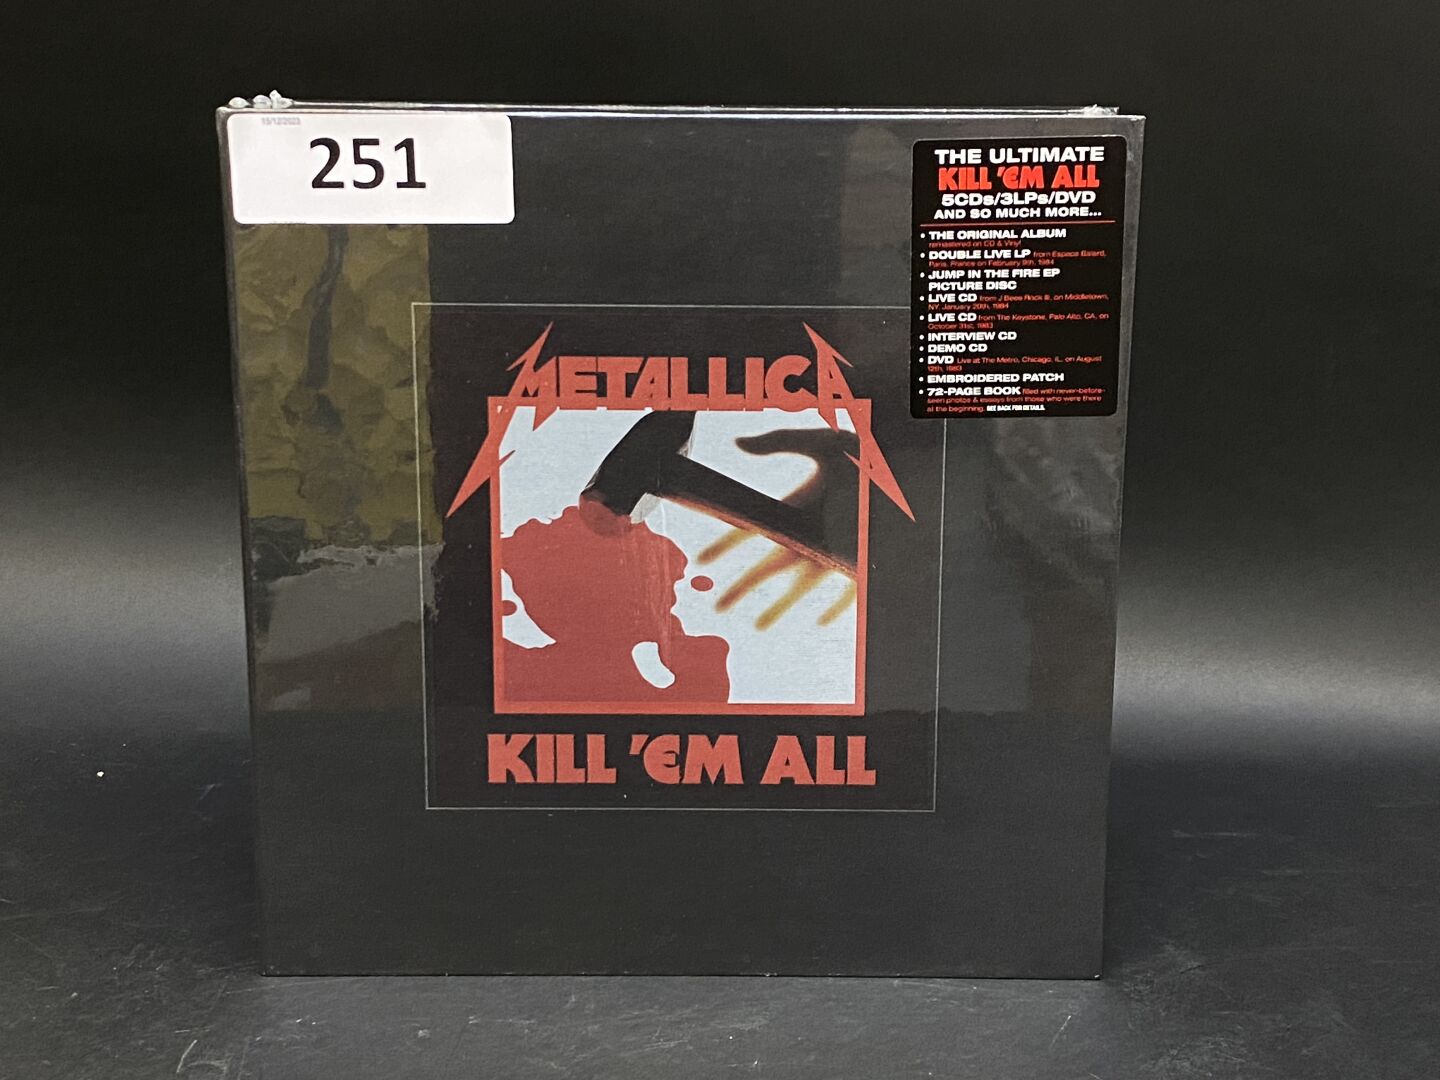 15/12/2023
251
THE ULTIMATE
KILL 'EM ALL
5CDs/3LPs/DVD
AND SO MUCH MORE...
• THE ORIGINAL ALBUM
remastered on CD & Vinyl
• DOUBLE LIVE LP from Espace Balard,
Paris, France on February 9th, 1984
• JUMP IN THE FIRE EP
PICTURE DISC
• LIVE CD from J Bees Rock III, on Middletown,
NY, January 20th, 1984
• LIVE CD from The Keystone, Palo Alto, CA, on
October 31st, 1983
• INTERVIEW CD
• DEMO CD
• DVD Live at The Metro, Chicago, IL, on August
12th, 1983
• EMBROIDERED PATCH
• 72-PAGE BOOK filled with never-before-
seen photos & essays from those who were there
at the beginning. SEE BACK FOR DETAILS.
METALLICA
KILL 'EM ALL